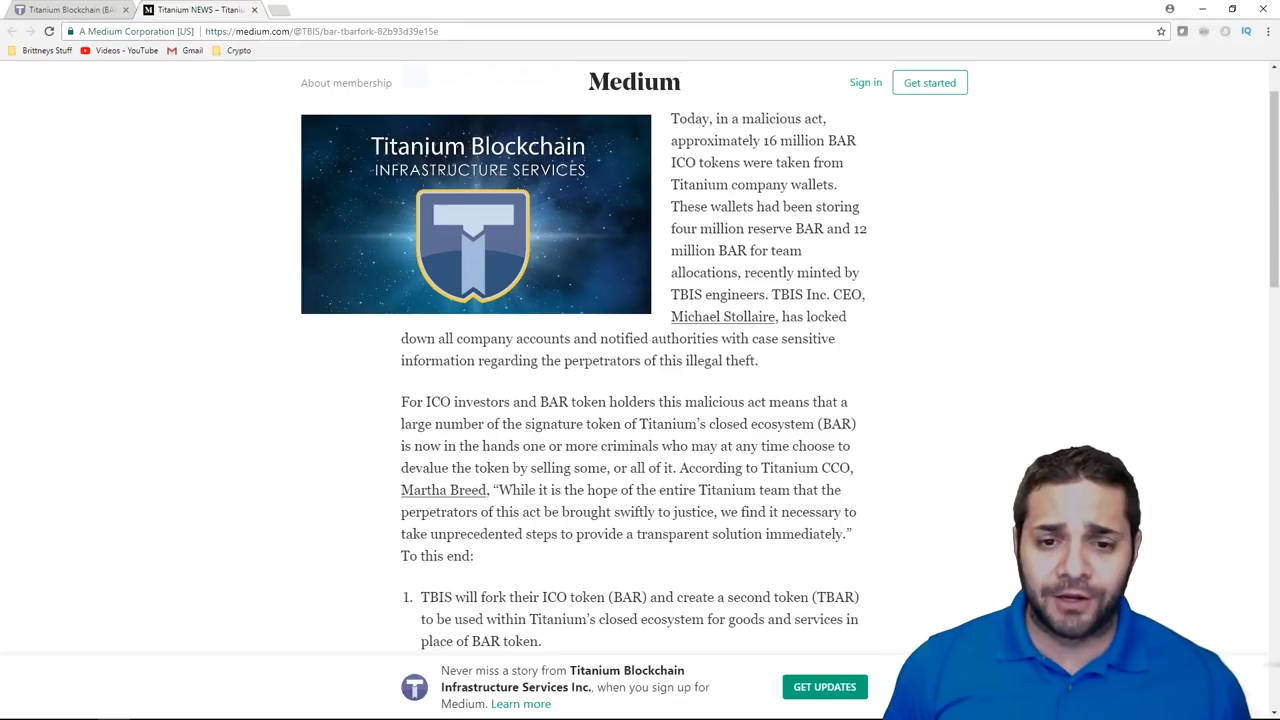 Titanium Blockchain (BA
Titanium NEWS – Titaniu
A Medium Corporation [US]
https://medium.com/@TBIS/bar-tbarfork-82b93d39e15e
Brittneys Stuff
Videos - YouTube
Gmail
Crypto
About membership
Medium
Sign in
Get started
Titanium Blockchain
INFRASTRUCTURE SERVICES
Today, in a malicious act,
approximately 16 million BAR
ICO tokens were taken from
Titanium company wallets.
These wallets had been storing
four million reserve BAR and 12
million BAR for team
allocations, recently minted by
TBIS engineers. TBIS Inc. CEO,
Michael Stollaire, has locked
down all company accounts and notified authorities with case sensitive
information regarding the perpetrators of this illegal theft.
For ICO investors and BAR token holders this malicious act means that a
large number of the signature token of Titanium’s closed ecosystem (BAR)
is now in the hands one or more criminals who may at any time choose to
devalue the token by selling some, or all of it. According to Titanium CCO,
Martha Breed, “While it is the hope of the entire Titanium team that the
perpetrators of this act be brought swiftly to justice, we find it necessary to
take unprecedented steps to provide a transparent solution immediately.”
To this end:
1. TBIS will fork their ICO token (BAR) and create a second token (TBAR)
to be used within Titanium’s closed ecosystem for goods and services in
place of BAR token.
Never miss a story from Titanium Blockchain
Infrastructure Services Inc., when you sign up for
Medium. Learn more
GET UPDATES